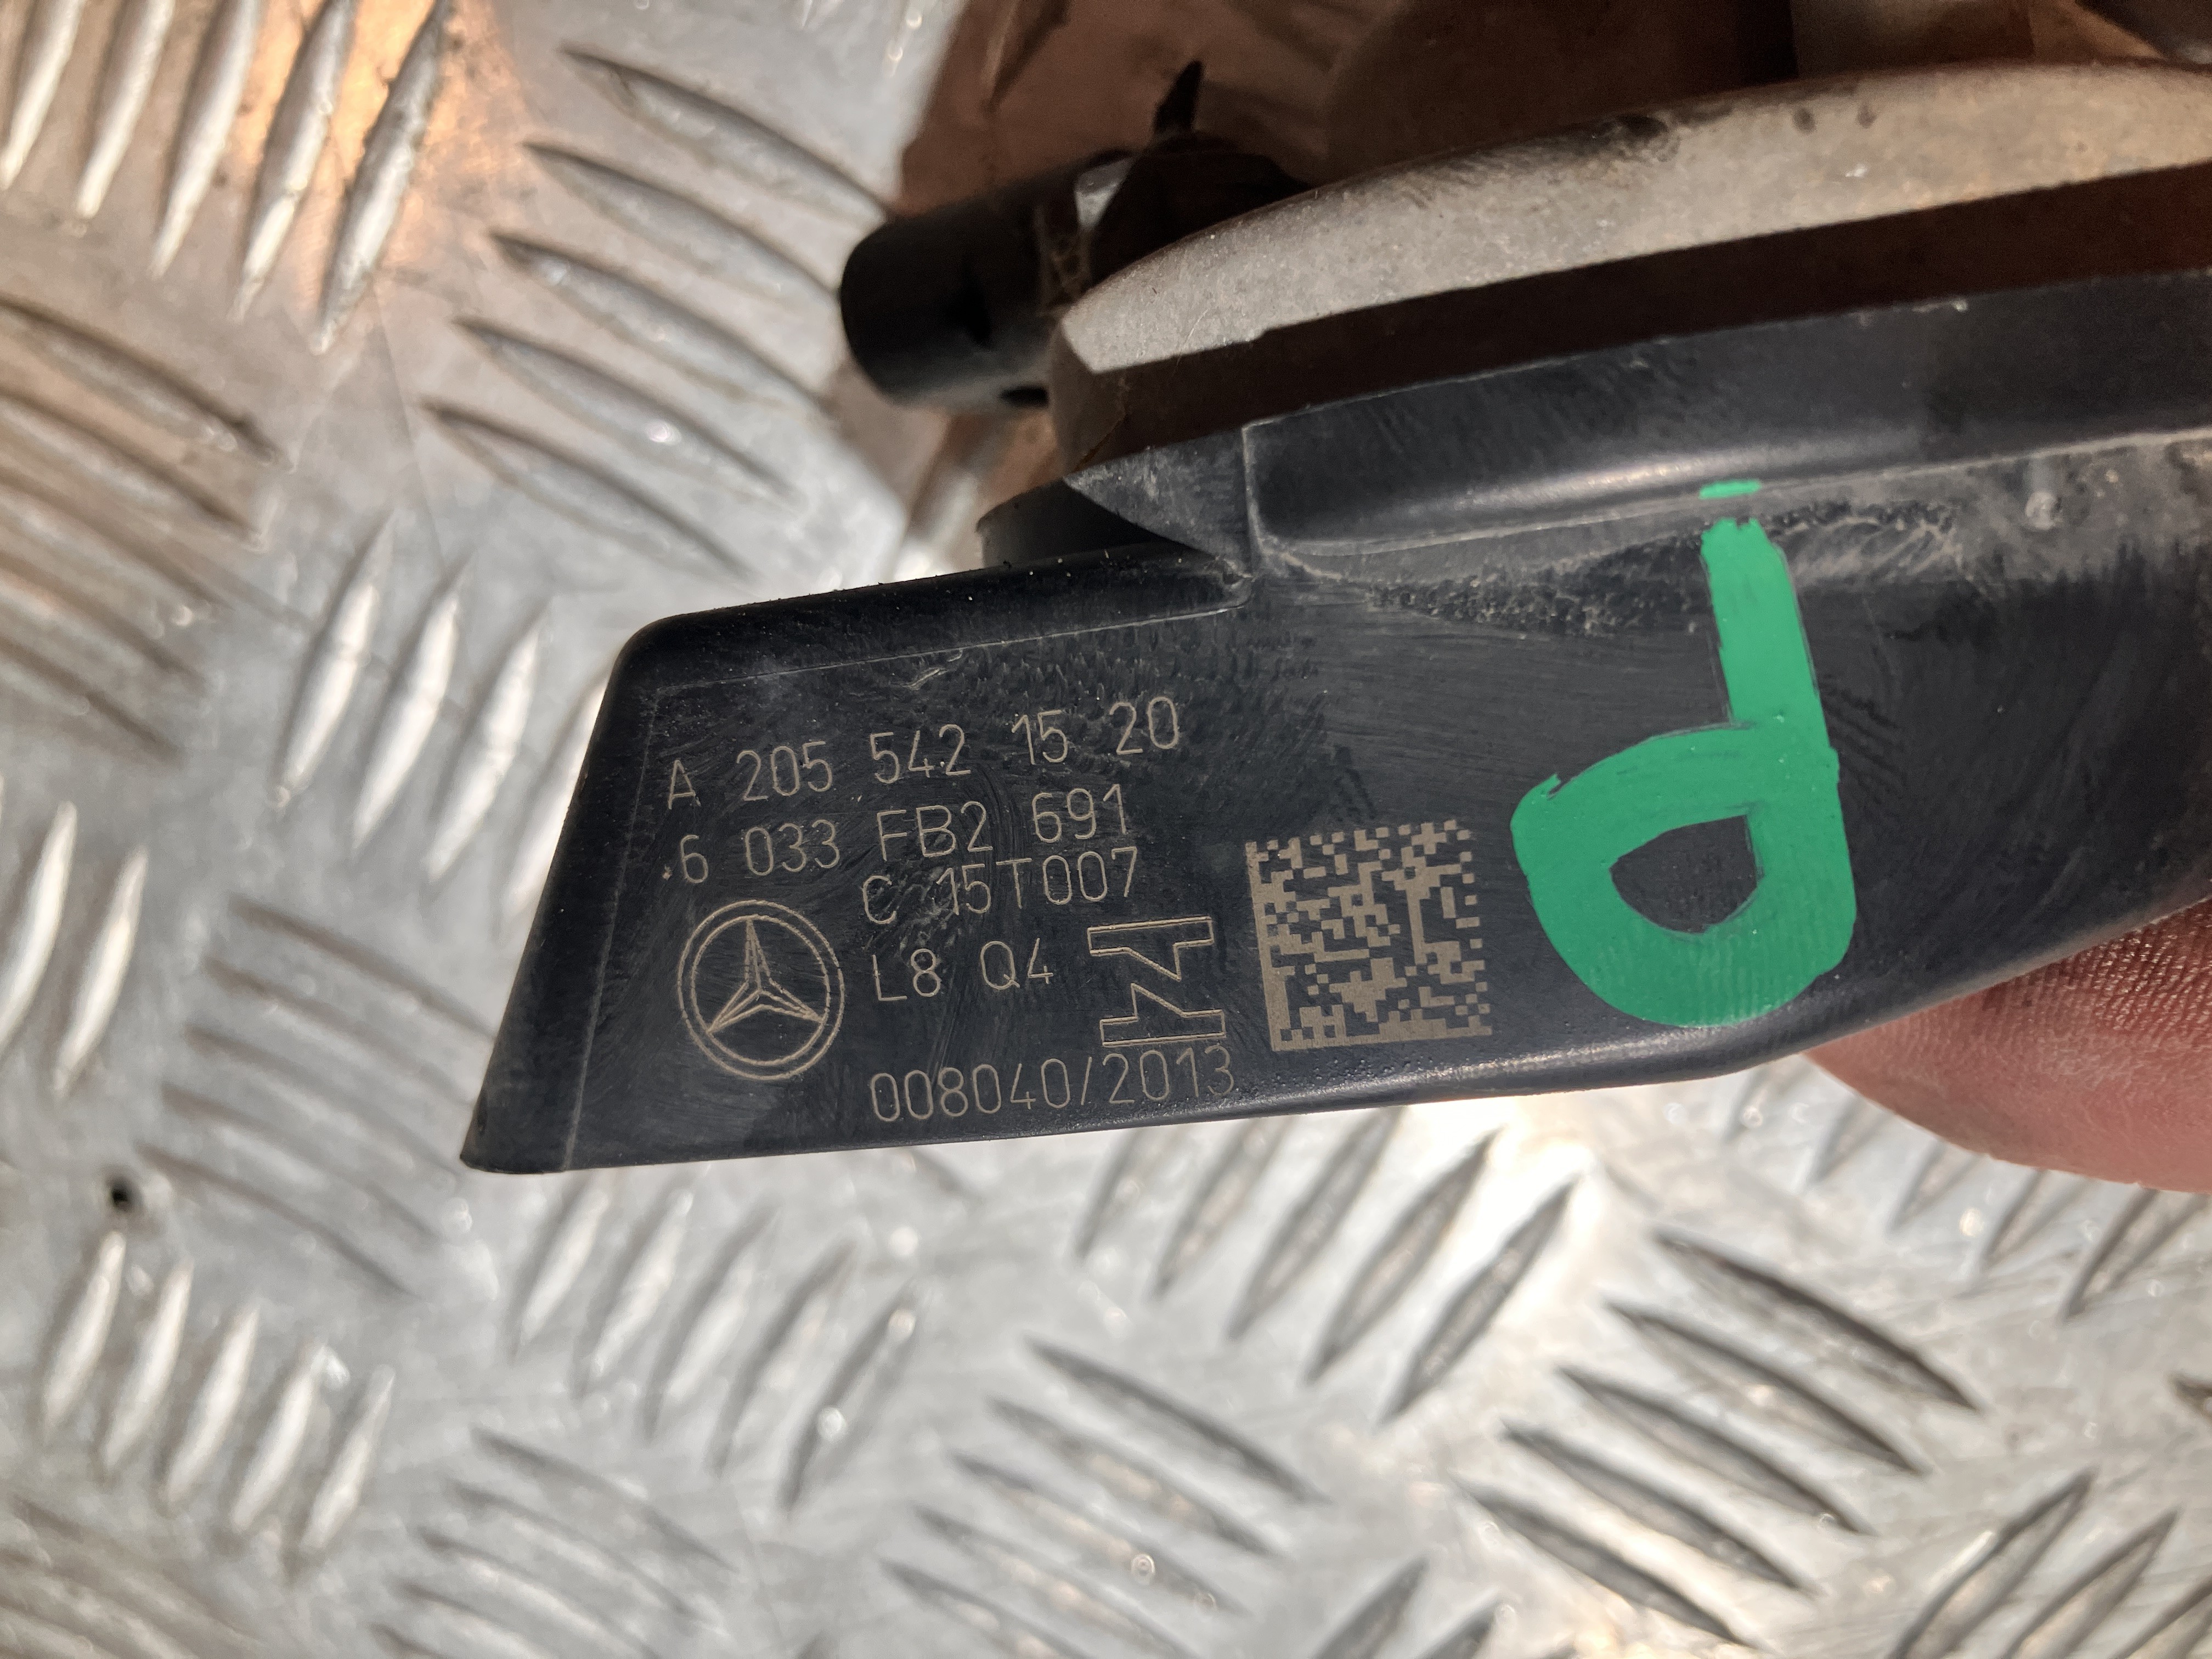 A 205 542 15 20
6 033 FB2 691
C 15T007
L8 Q4
008040/2013
d